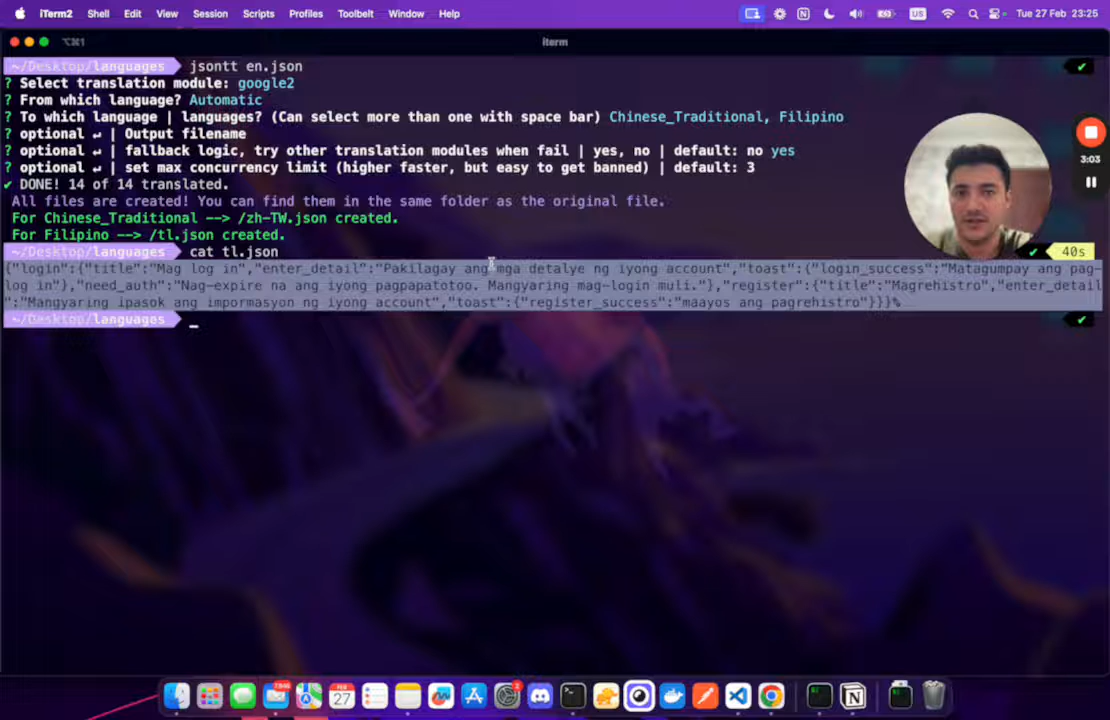 iTerm2 Shell Edit View Session Scripts Profiles Toolbelt Window Help US Tue 27 Feb 23:25
⌥⌘1 iterm
~/Desktop/languages jsontt en.json ✔
? Select translation module: google2
? From which language? Automatic
? To which language | languages? (Can select more than one with space bar) Chinese_Traditional, Filipino
? optional ↵ | Output filename
? optional ↵ | fallback logic, try other translation modules when fail | yes, no | default: no yes
? optional ↵ | set max concurrency limit (higher faster, but easy to get banned) | default: 3
✔ DONE! 14 of 14 translated.
All files are created! You can find them in the same folder as the original file.
For Chinese_Traditional --> /zh-TW.json created.
For Filipino --> /tl.json created.
~/Desktop/languages cat tl.json ✔ 40s
{"login":{"title":"Mag log in","enter_detail":"Pakilagay ang mga detalye ng iyong account","toast":{"login_success":"Matagumpay ang pag-
log in"},"need_auth":"Nag-expire na ang iyong pagpapatotoo. Mangyaring mag-login muli."},"register":{"title":"Magrehistro","enter_detail
":"Mangyaring ipasok ang impormasyon ng iyong account","toast":{"register_success":"maayos ang pagrehistro"}}}%
~/Desktop/languages ✔
3:03
FEB
27